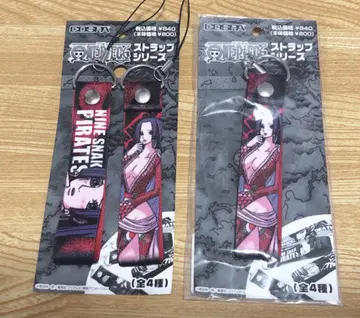 税込価格 ¥840
(本体価格 ¥800)
ONE PIECE
ストラップ
シリーズ
NINE SNAKE
PIRATES
(全4種)
税込価格 ¥840
(本体価格 ¥800)
ONE PIECE
ストラップ
シリーズ
(全4種)